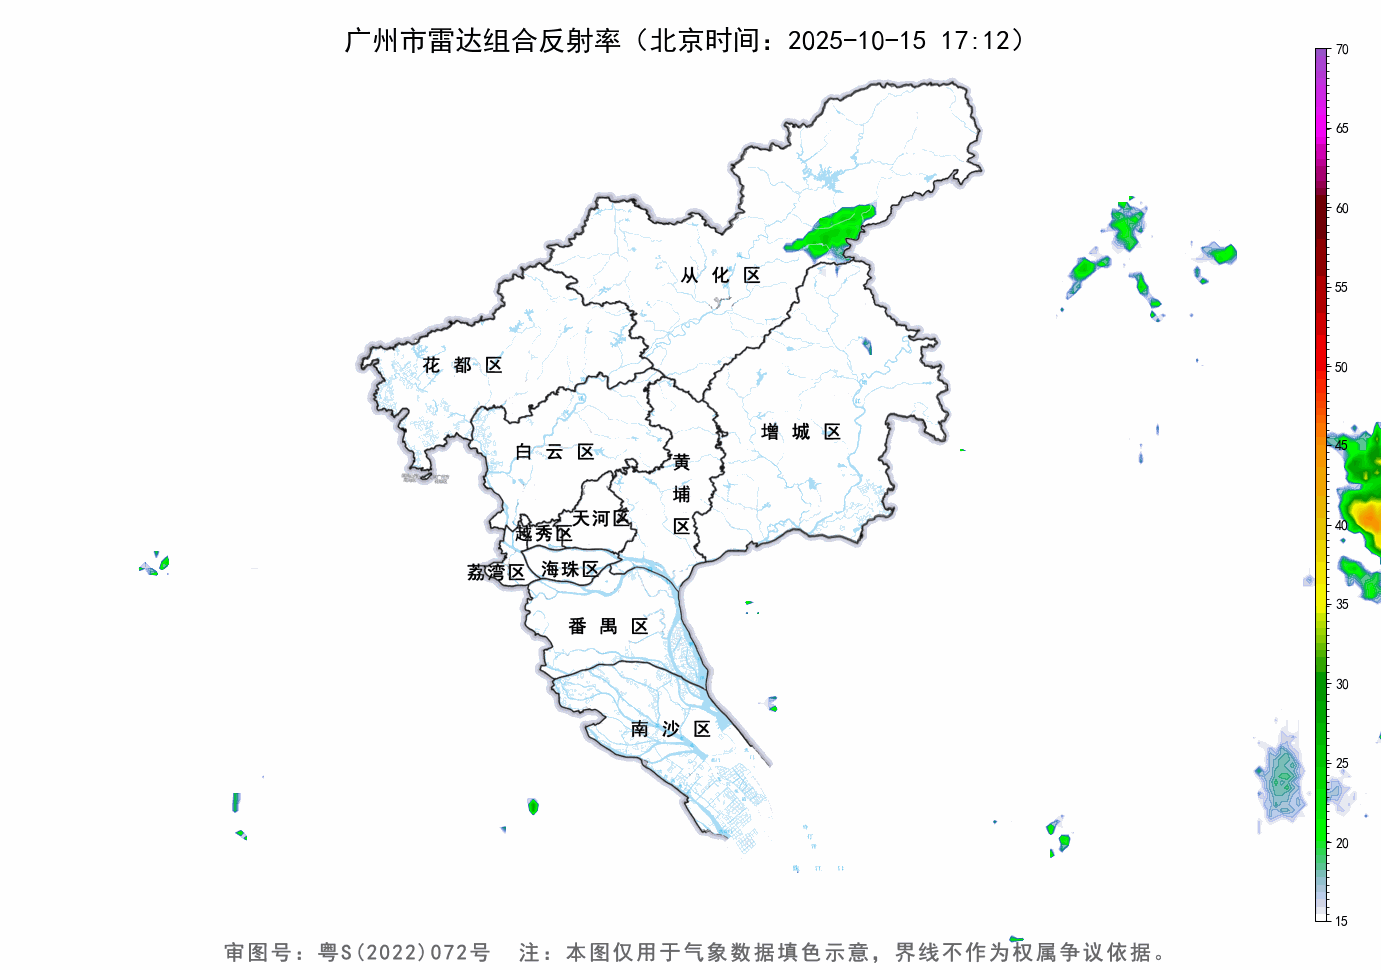 广州市雷达组合反射率（北京时间：2025-10-15 17:12）
70
65
60
55
50
45
40
35
30
25
20
15
从化区
花都区
增城区
白云区
黄埔区
天河区
越秀区
海珠区
荔湾区
番禺区
南沙区
审图号：粤S(2022)072号 注：本图仅用于气象数据填色示意，界线不作为权属争议依据。